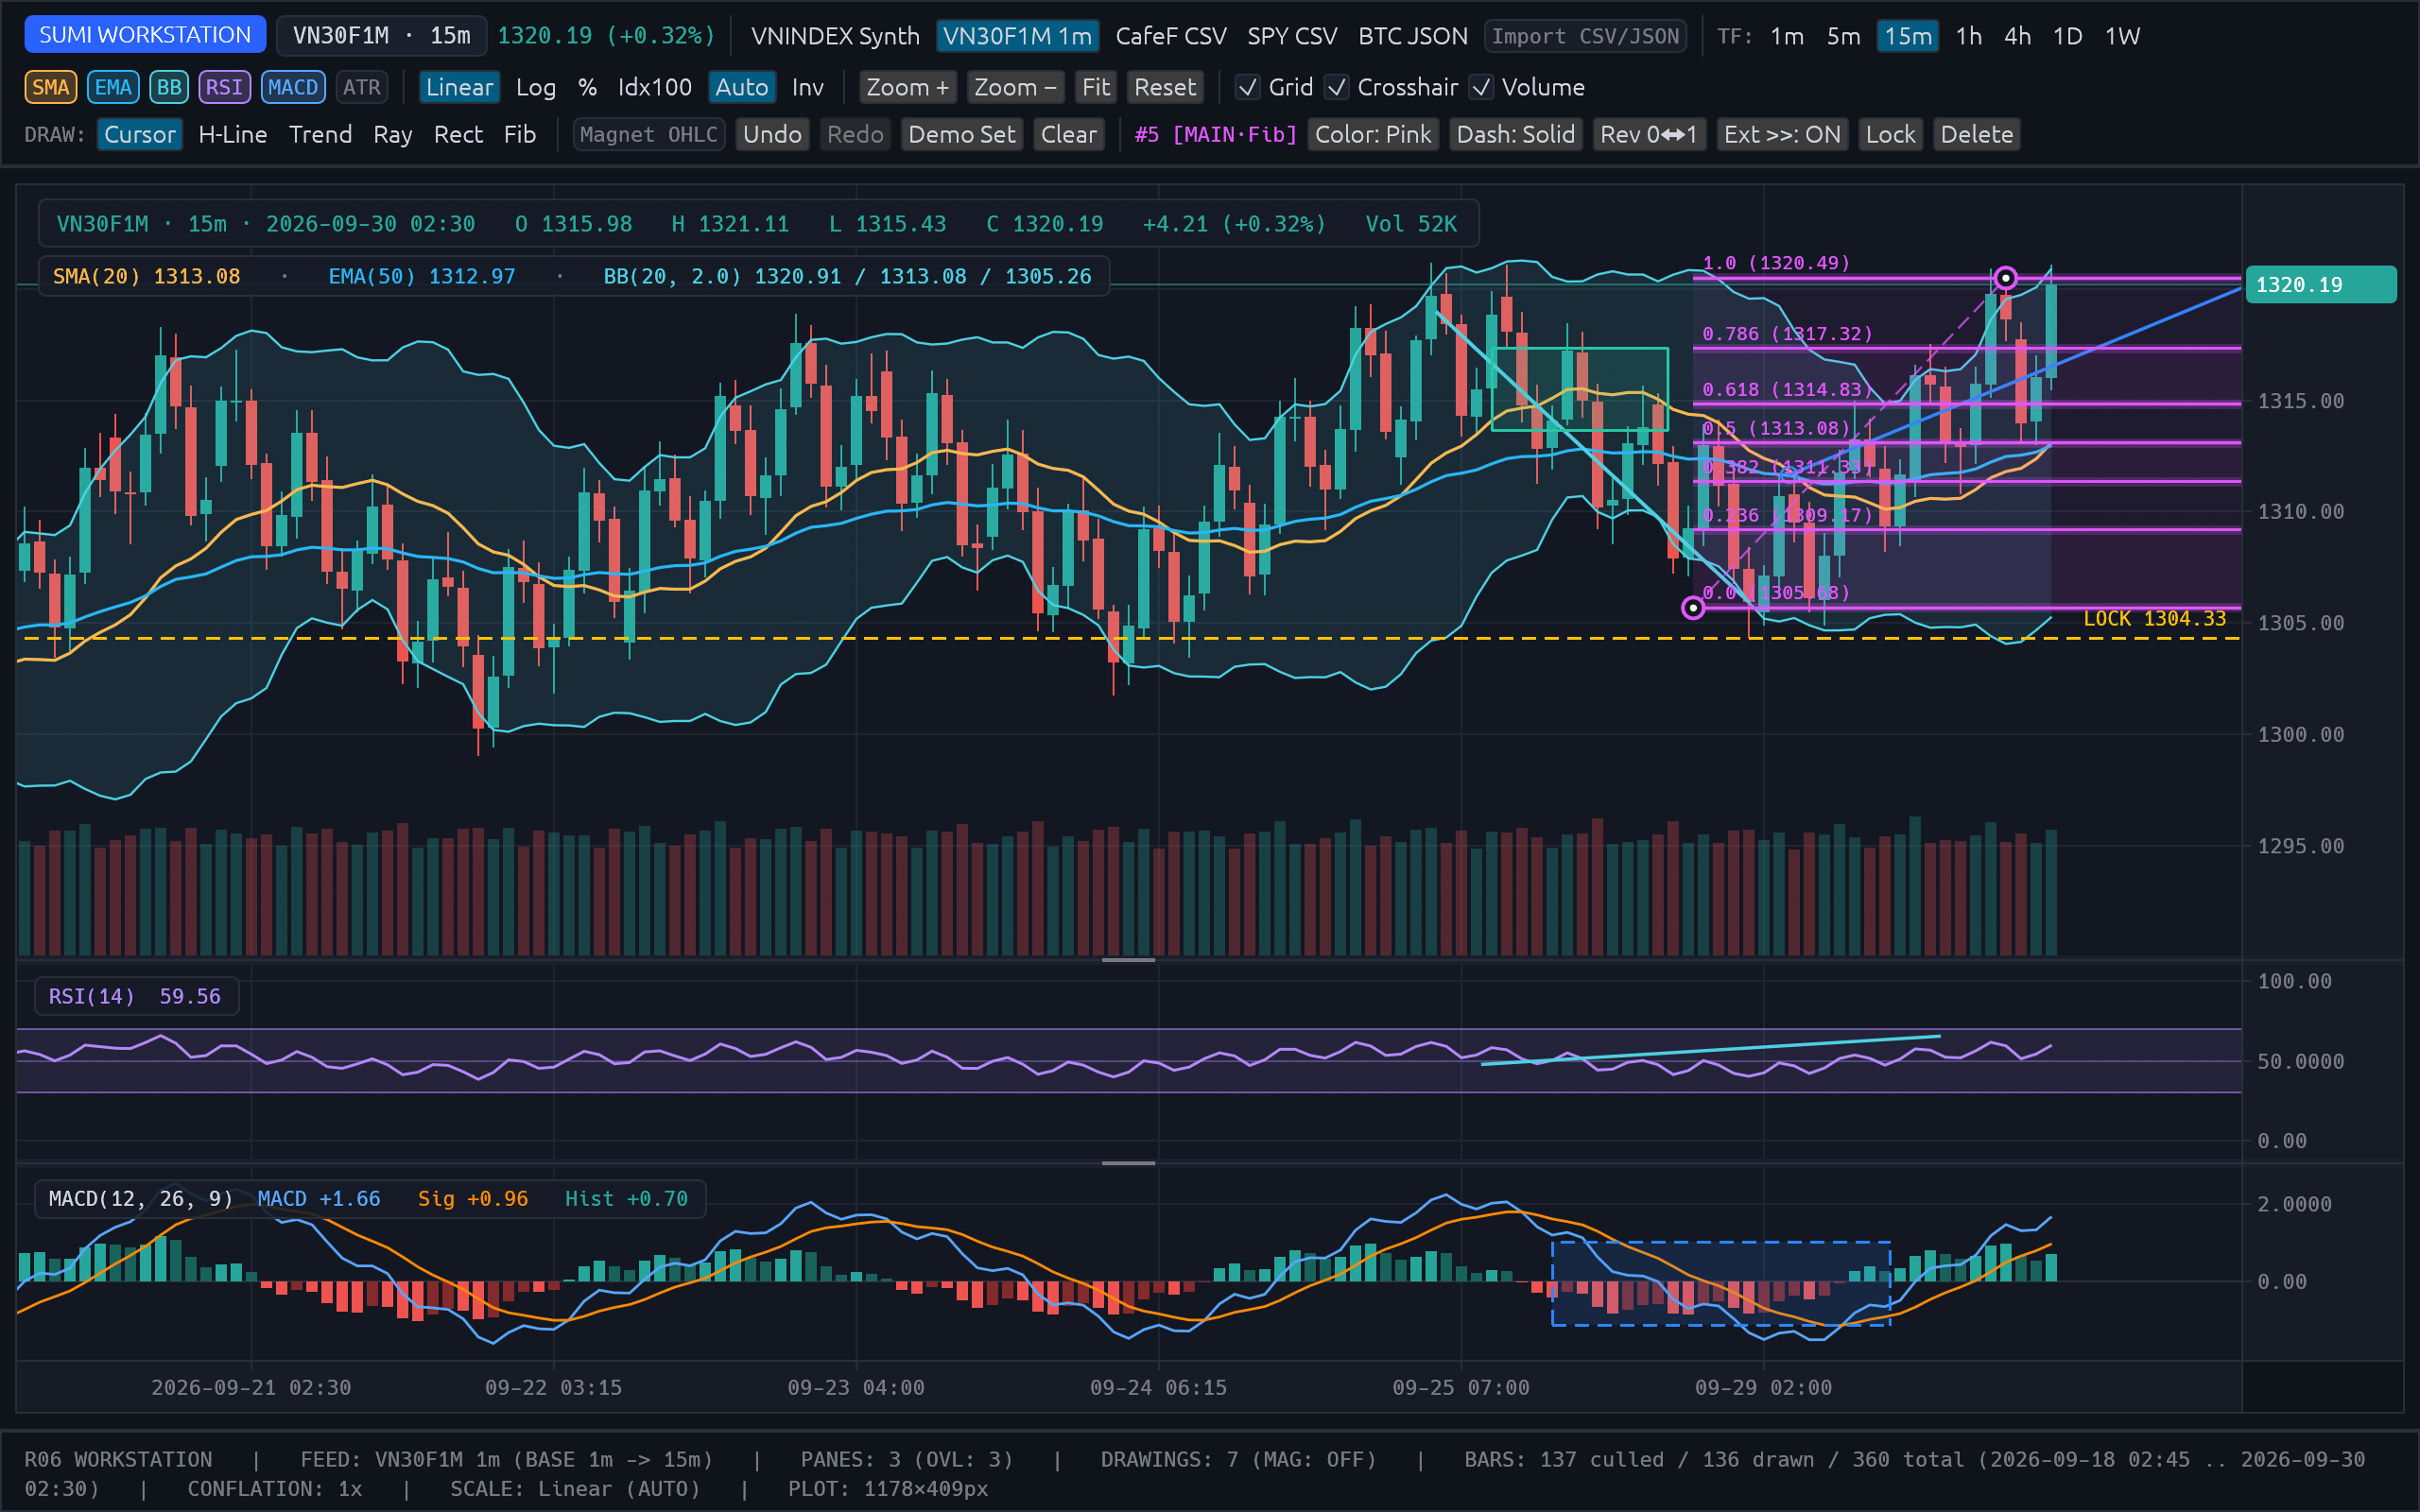 SUMI WORKSTATION VN30F1M · 15m 1320.19 (+0.32%) VNINDEX Synth VN30F1M 1m CafeF CSV SPY CSV BTC JSON Import CSV/JSON TF: 1m 5m 15m 1h 4h 1D 1W
SMA EMA BB RSI MACD ATR Linear Log % Idx100 Auto Inv Zoom + Zoom − Fit Reset ✓ Grid ✓ Crosshair ✓ Volume
DRAW: Cursor H-Line Trend Ray Rect Fib Magnet OHLC Undo Redo Demo Set Clear #5 [MAIN·Fib] Color: Pink Dash: Solid Rev 0↔1 Ext >>: ON Lock Delete
VN30F1M · 15m · 2026-09-30 02:30 O 1315.98 H 1321.11 L 1315.43 C 1320.19 +4.21 (+0.32%) Vol 52K
SMA(20) 1313.08 · EMA(50) 1312.97 · BB(20, 2.0) 1320.91 / 1313.08 / 1305.26
1.0 (1320.49)
1320.19
0.786 (1317.32)
0.618 (1314.83)
1315.00
0.5 (1313.08)
0.382 (1311.33)
1310.00
0.236 (1309.17)
0.0 (1305.68)
LOCK 1304.33
1305.00
1300.00
1295.00
RSI(14) 59.56
100.00
50.0000
0.00
MACD(12, 26, 9) MACD +1.66 Sig +0.96 Hist +0.70
2.0000
0.00
2026-09-21 02:30 09-22 03:15 09-23 04:00 09-24 06:15 09-25 07:00 09-29 02:00
R06 WORKSTATION | FEED: VN30F1M 1m (BASE 1m -> 15m) | PANES: 3 (OVL: 3) | DRAWINGS: 7 (MAG: OFF) | BARS: 137 culled / 136 drawn / 360 total (2026-09-18 02:45 .. 2026-09-30
02:30) | CONFLATION: 1x | SCALE: Linear (AUTO) | PLOT: 1178×409px